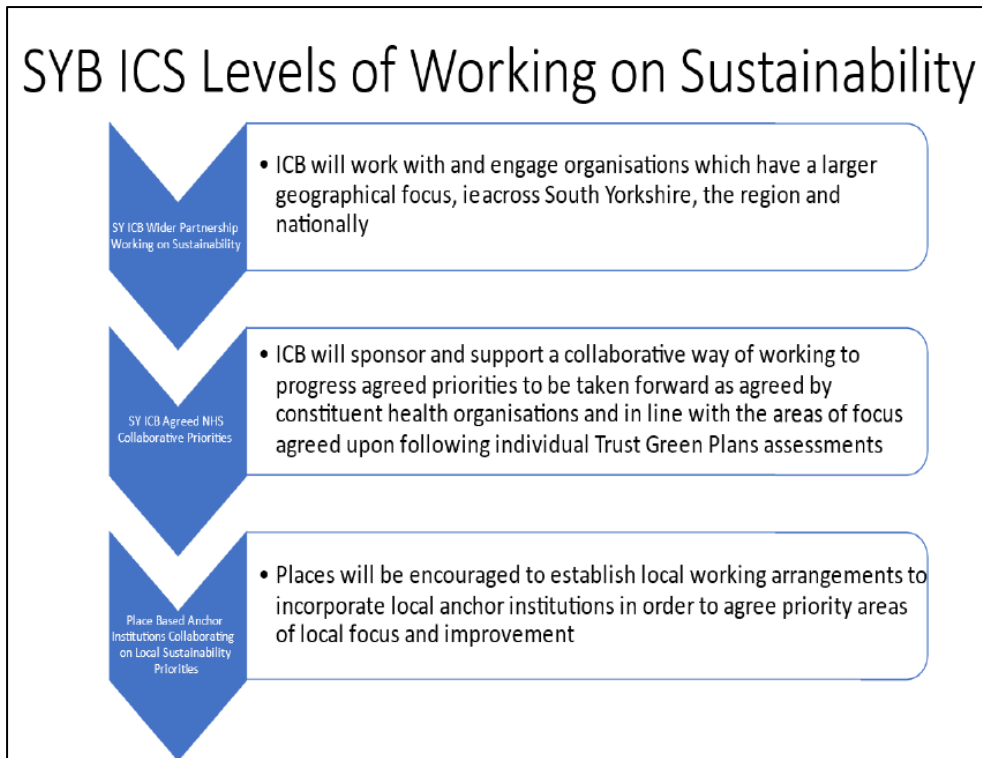 SYB ICS Levels of Working on Sustainability
SY ICB Wider Partnership
Working on Sustainability
• ICB will work with and engage organisations which have a larger
geographical focus, ieacross South Yorkshire, the region and
nationally
SY ICB Agreed NHS
Collaborative Priorities
• ICB will sponsor and support a collaborative way of working to
progress agreed priorities to be taken forward as agreed by
constituent health organisations and in line with the areas of focus
agreed upon following individual Trust Green Plans assessments
Place Based Anchor
Institutions Collaborating
on Local Sustainability
Priorities
• Places will be encouraged to establish local working arrangements to
incorporate local anchor institutions in order to agree priority areas
of local focus and improvement